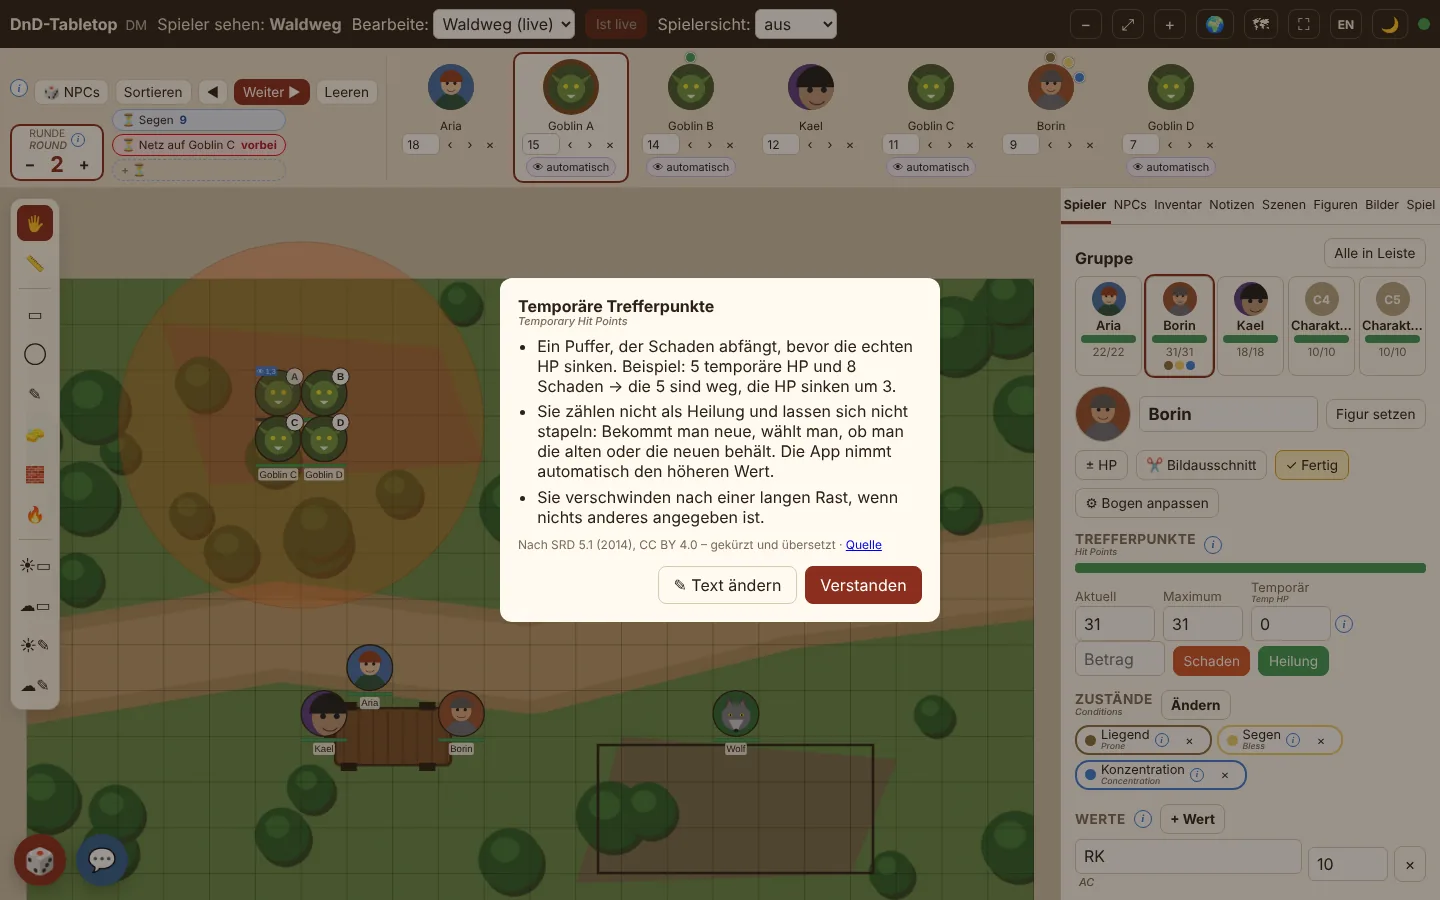 DnD-Tabletop DM Spieler sehen: Waldweg Bearbeite: Waldweg (live) Ist live Spielersicht: aus − ⤢ + EN
i 🎲 NPCs Sortieren ◀ Weiter ▶ Leeren
⏳ Segen 9
RUNDE
ROUND i
− 2 +
⏳ Netz auf Goblin C vorbei
+ ⏳
Aria
18 ‹ › ×
Goblin A
15 ‹ › ×
automatisch
Goblin B
14 ‹ › ×
automatisch
Kael
12 ‹ › ×
Goblin C
11 ‹ › ×
automatisch
Borin
9 ‹ › ×
Goblin D
7 ‹ › ×
automatisch
A
B
C
D
Goblin C
Goblin D
Aria
Kael
Borin
Wolf
Temporäre Trefferpunkte
Temporary Hit Points
• Ein Puffer, der Schaden abfängt, bevor die echten
HP sinken. Beispiel: 5 temporäre HP und 8
Schaden → die 5 sind weg, die HP sinken um 3.
• Sie zählen nicht als Heilung und lassen sich nicht
stapeln: Bekommt man neue, wählt man, ob man
die alten oder die neuen behält. Die App nimmt
automatisch den höheren Wert.
• Sie verschwinden nach einer langen Rast, wenn
nichts anderes angegeben ist.
Nach SRD 5.1 (2014), CC BY 4.0 – gekürzt und übersetzt · Quelle
✎ Text ändern Verstanden
Spieler NPCs Inventar Notizen Szenen Figuren Bilder Spiel
Gruppe Alle in Leiste
Aria
22/22
Borin
31/31
Kael
18/18
C4
Charakt...
10/10
C5
Charakt...
10/10
Borin Figur setzen
± HP ✂ Bildausschnitt ✓ Fertig
⚙ Bogen anpassen
TREFFERPUNKTE i
Hit Points
Aktuell Maximum Temporär
Temp HP
31 31 0 i
Betrag Schaden Heilung
ZUSTÄNDE Ändern
Conditions
Liegend i ×
Prone
Segen i ×
Bless
Konzentration i ×
Concentration
WERTE i + Wert
RK 10 ×
AC